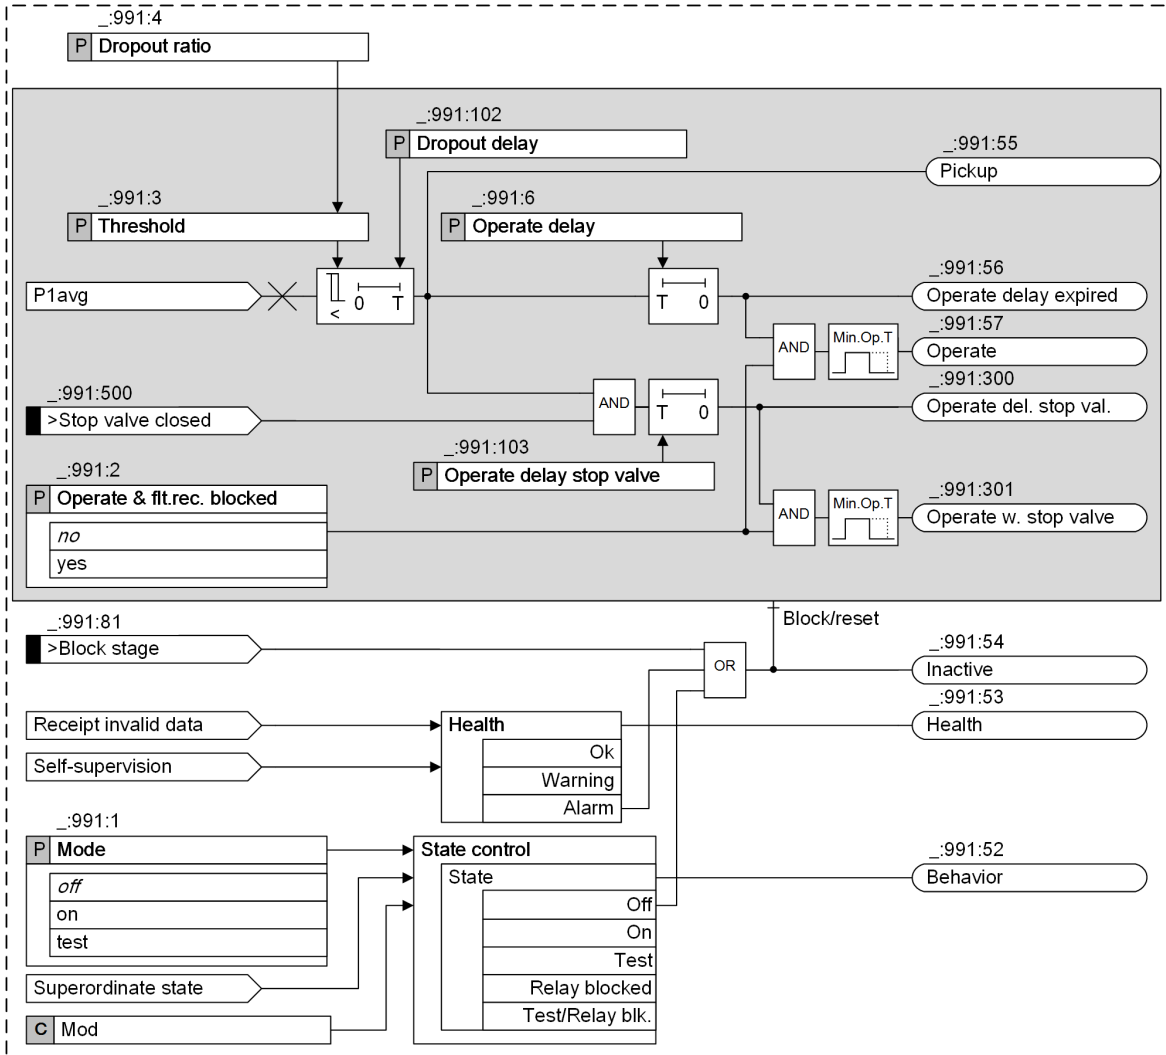 _:991:4
P Dropout ratio
_:991:102
P Dropout delay
_:991:55
Pickup
_:991:3
P Threshold
_:991:6
P Operate delay
P1avg
<
0 T
T 0
_:991:56
Operate delay expired
_:991:57
AND
Min.Op.T
Operate
_:991:500
>Stop valve closed
AND
T 0
_:991:300
Operate del. stop val.
_:991:103
P Operate delay stop valve
_:991:2
P Operate & flt.rec. blocked
no
yes
AND
Min.Op.T
_:991:301
Operate w. stop valve
Block/reset
_:991:81
>Block stage
OR
_:991:54
Inactive
_:991:53
Health
Receipt invalid data
Self-supervision
Health
Ok
Warning
Alarm
_:991:1
P Mode
off
on
test
Superordinate state
C Mod
State control
State
Off
On
Test
Relay blocked
Test/Relay blk.
_:991:52
Behavior